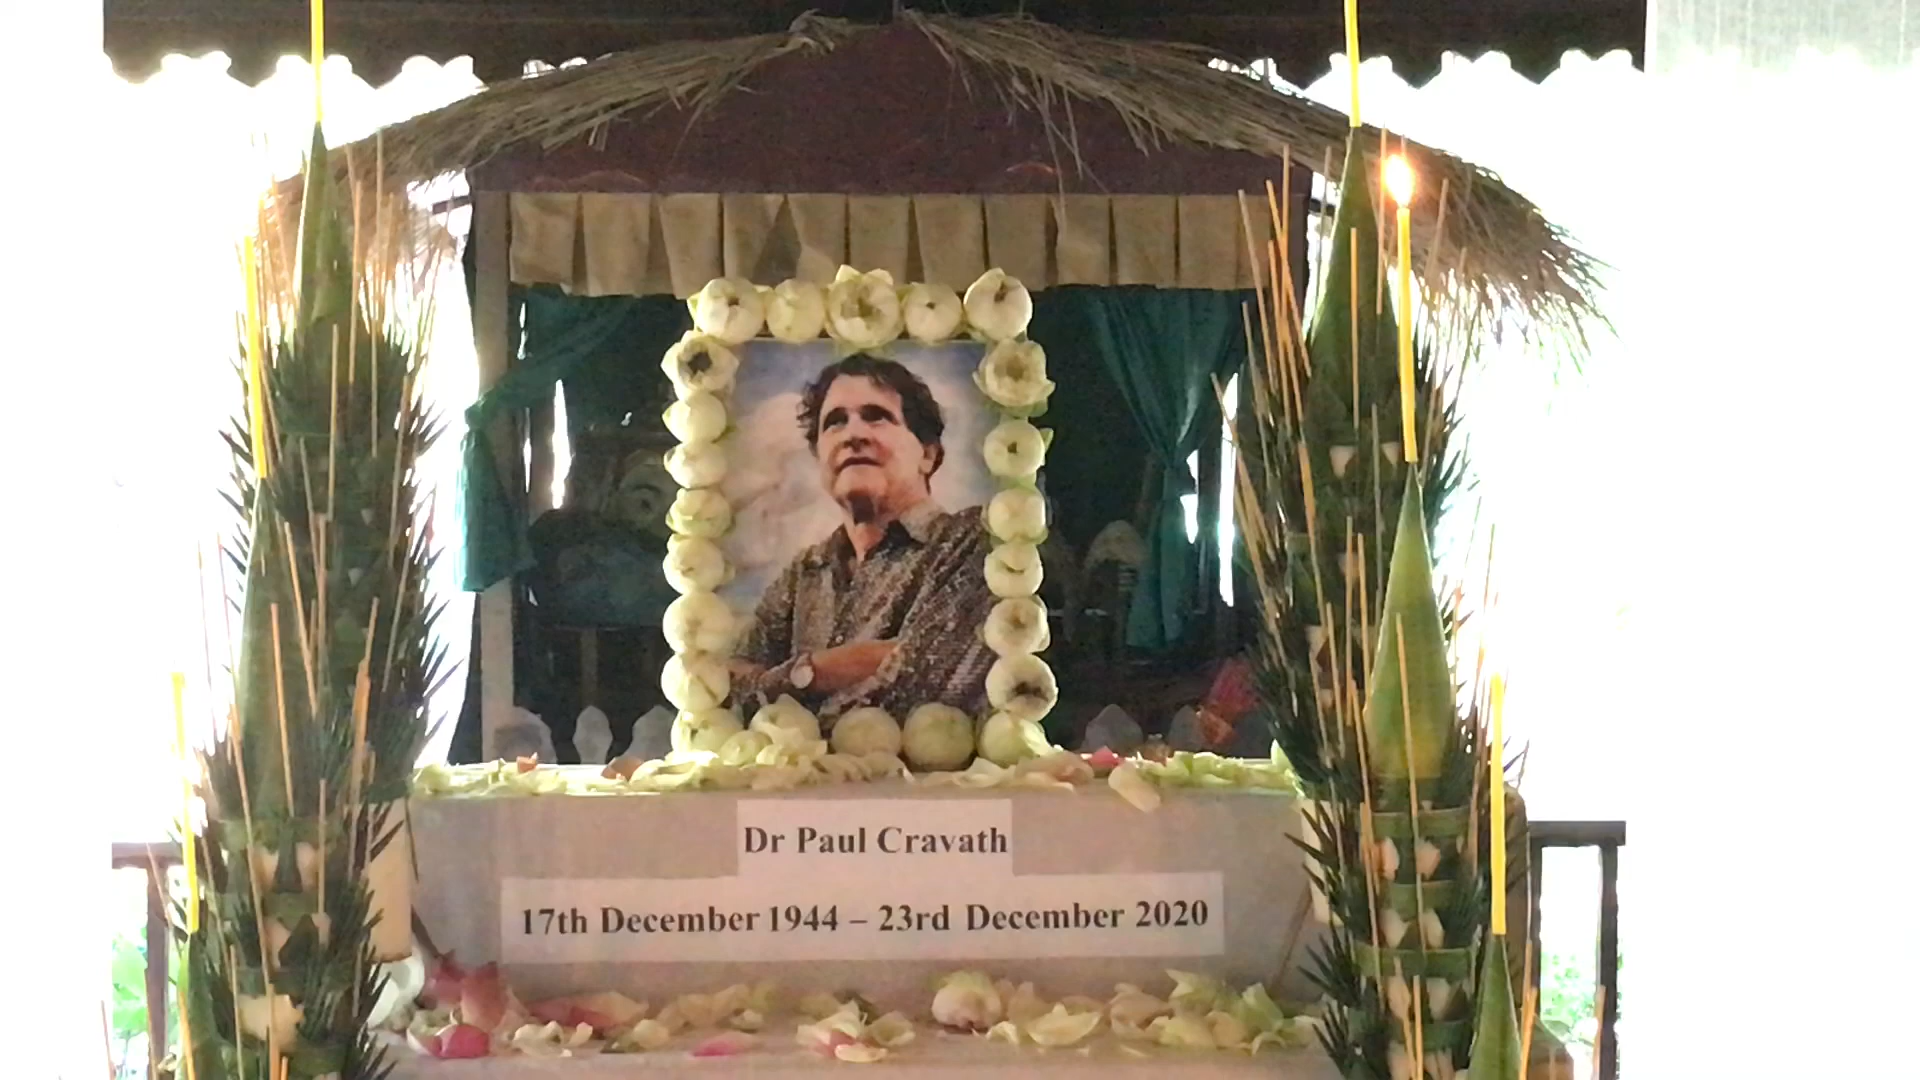 Dr Paul Cravath
17th December 1944 – 23rd December 2020